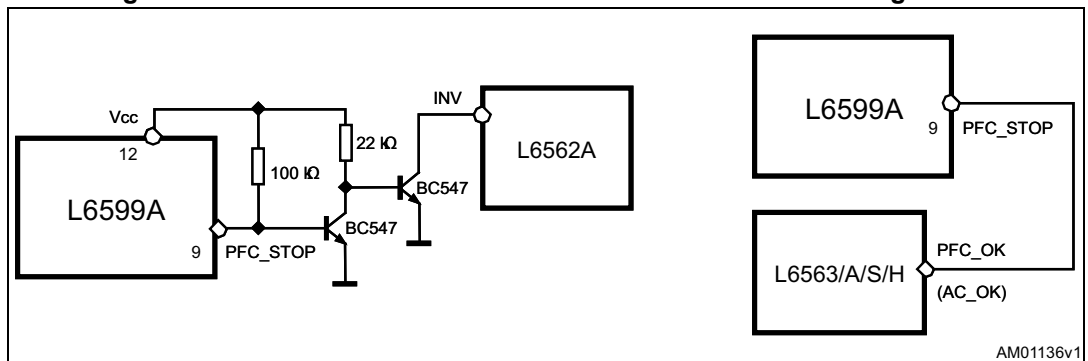 Vcc
12
L6599A
9
PFC_STOP
100 kΩ
22 kΩ
BC547
BC547
INV
L6562A
L6599A
9
PFC_STOP
PFC_OK
L6563/A/S/H
(AC_OK)
AM01136v1